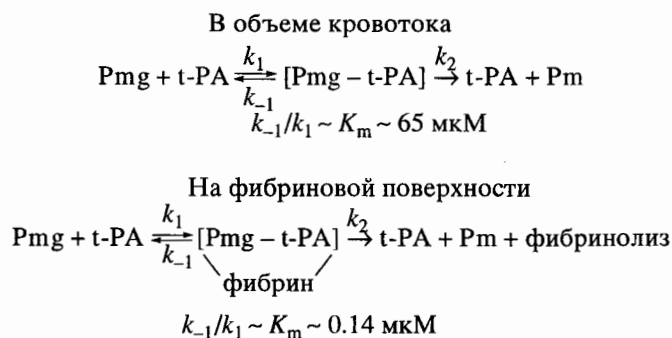 В объеме кровотока
Pmg + t-PA k₁ ⇌ k₋₁ [Pmg – t-PA] k₂ → t-PA + Pm
k₋₁/k₁ ~ Kₘ ~ 65 мкМ
На фибриновой поверхности
Pmg + t-PA k₁ ⇌ k₋₁ [Pmg – t-PA] k₂ → t-PA + Pm + фибринолиз
фибрин
k₋₁/k₁ ~ Kₘ ~ 0.14 мкМ